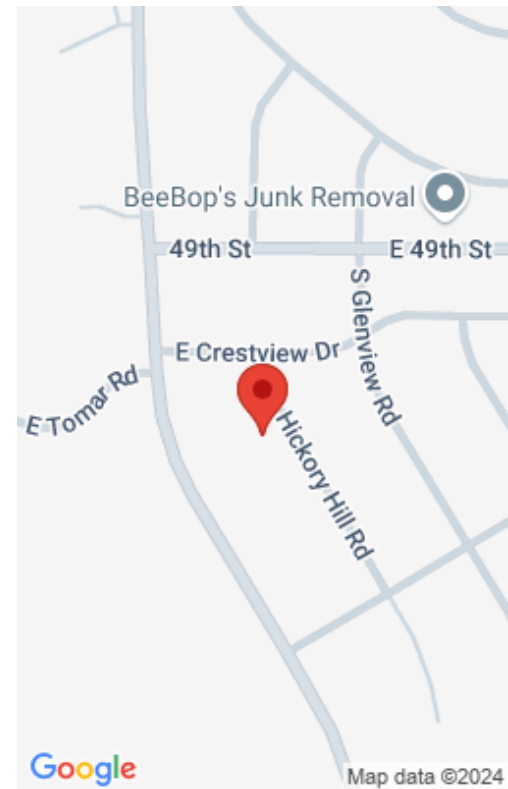 BeeBop's Junk Removal
49th St
E 49th St
S Glenview Rd
E Crestview Dr
E Tomar Rd
Hickory Hill Rd
Google
Map data ©2024